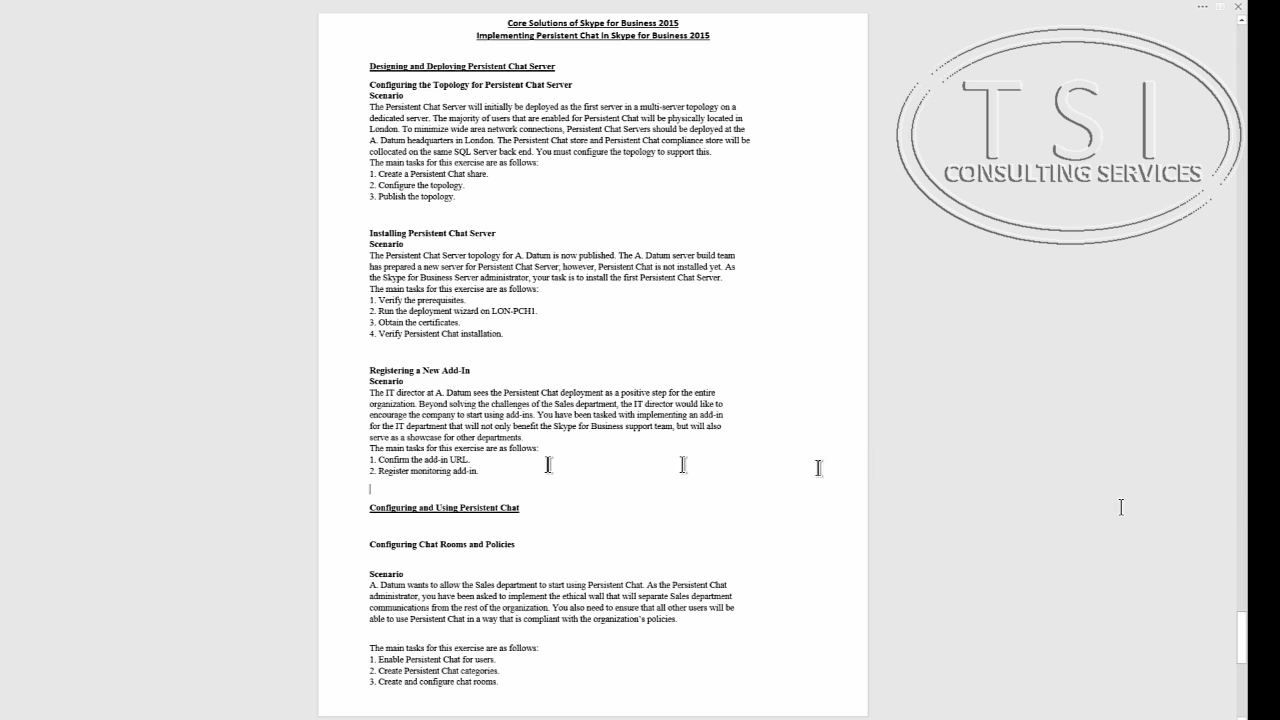 Core Solutions of Skype for Business 2015
Implementing Persistent Chat in Skype for Business 2015
Designing and Deploying Persistent Chat Server
Configuring the Topology for Persistent Chat Server
Scenario
The Persistent Chat Server will initially be deployed as the first server in a multi-server topology on a
dedicated server. The majority of users that are enabled for Persistent Chat will be physically located in
London. To minimize wide area network connections, Persistent Chat Servers should be deployed at the
A. Datum headquarters in London. The Persistent Chat store and Persistent Chat compliance store will be
collocated on the same SQL Server back end. You must configure the topology to support this.
The main tasks for this exercise are as follows:
1. Create a Persistent Chat share.
2. Configure the topology.
3. Publish the topology.
Installing Persistent Chat Server
Scenario
The Persistent Chat Server topology for A. Datum is now published. The A. Datum server build team
has prepared a new server for Persistent Chat Server; however, Persistent Chat is not installed yet. As
the Skype for Business Server administrator, your task is to install the first Persistent Chat Server.
The main tasks for this exercise are as follows:
1. Verify the prerequisites.
2. Run the deployment wizard on LON-PCH1.
3. Obtain the certificates.
4. Verify Persistent Chat installation.
Registering a New Add-In
Scenario
The IT director at A. Datum sees the Persistent Chat deployment as a positive step for the entire
organization. Beyond solving the challenges of the Sales department, the IT director would like to
encourage the company to start using add-ins. You have been tasked with implementing an add-in
for the IT department that will not only benefit the Skype for Business support team, but will also
serve as a showcase for other departments.
The main tasks for this exercise are as follows:
1. Confirm the add-in URL.
2. Register monitoring add-in.
Configuring and Using Persistent Chat
Configuring Chat Rooms and Policies
Scenario
A. Datum wants to allow the Sales department to start using Persistent Chat. As the Persistent Chat
administrator, you have been asked to implement the ethical wall that will separate Sales department
communications from the rest of the organization. You also need to ensure that all other users will be
able to use Persistent Chat in a way that is compliant with the organization's policies.
The main tasks for this exercise are as follows:
1. Enable Persistent Chat for users.
2. Create Persistent Chat categories.
3. Create and configure chat rooms.
TSI
CONSULTING SERVICES